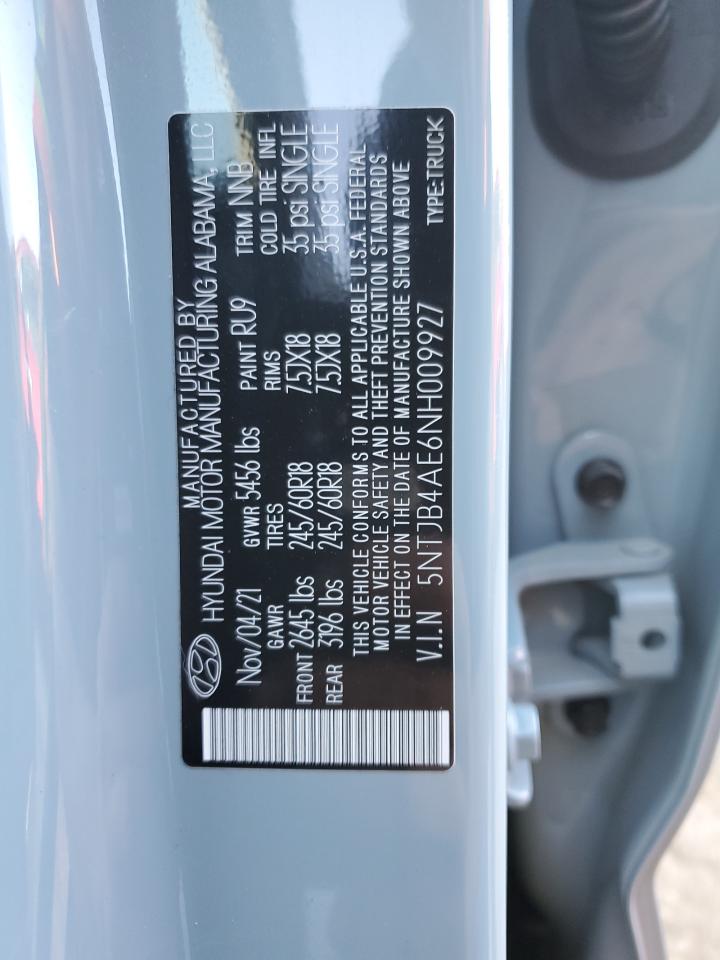 MANUFACTURED BY
HYUNDAI MOTOR MANUFACTURING ALABAMA, LLC
Nov/04/21 GVWR 5456 lbs PAINT RU9 TRIM NNB
GAWR TIRES RIMS COLD TIRE INFL
FRONT 2645 lbs 245/60R18 7.5JX18 35 psi SINGLE
REAR 3196 lbs 245/60R18 7.5JX18 35 psi SINGLE
THIS VEHICLE CONFORMS TO ALL APPLICABLE U.S.A. FEDERAL
MOTOR VEHICLE SAFETY AND THEFT PREVENTION STANDARDS
IN EFFECT ON THE DATE OF MANUFACTURE SHOWN ABOVE
V.I.N 5NTJB4AE6NH009927 TYPE:TRUCK